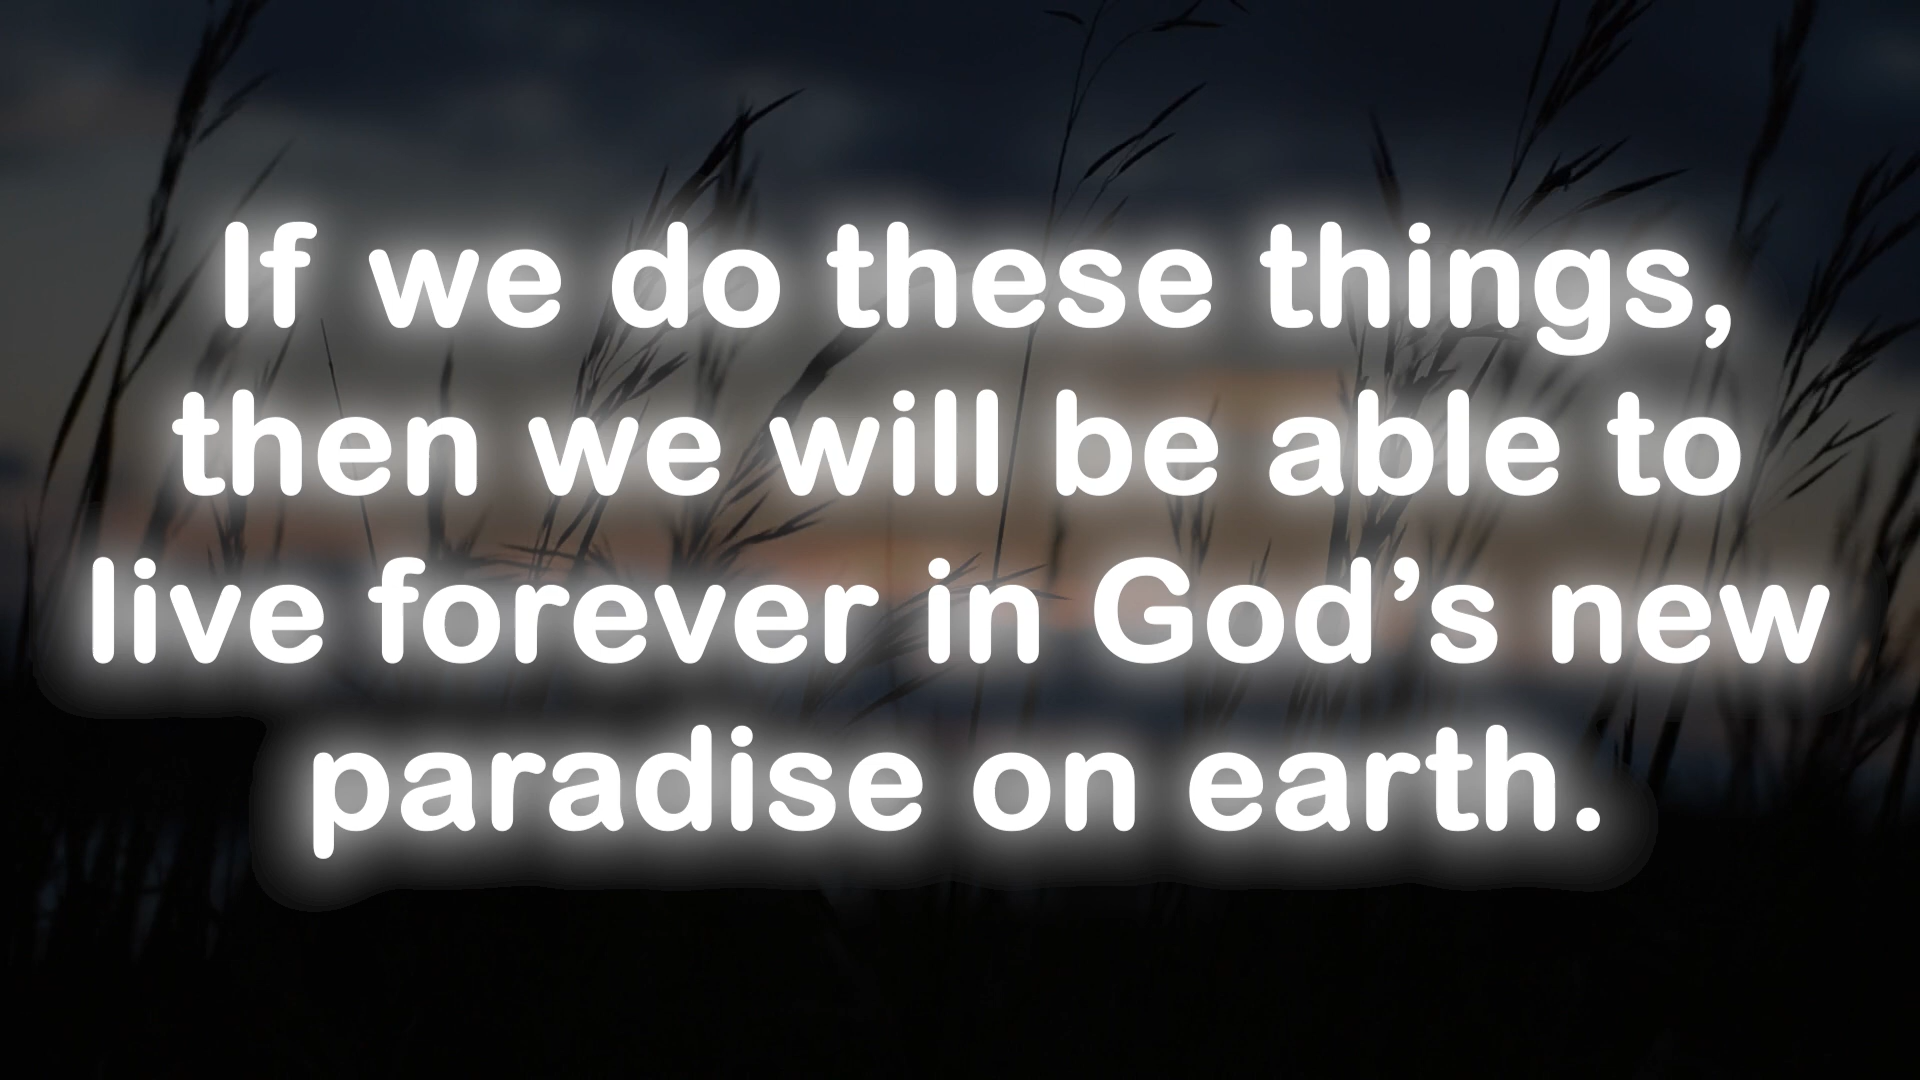 If we do these things,
then we will be able to
live forever in God’s new
paradise on earth.